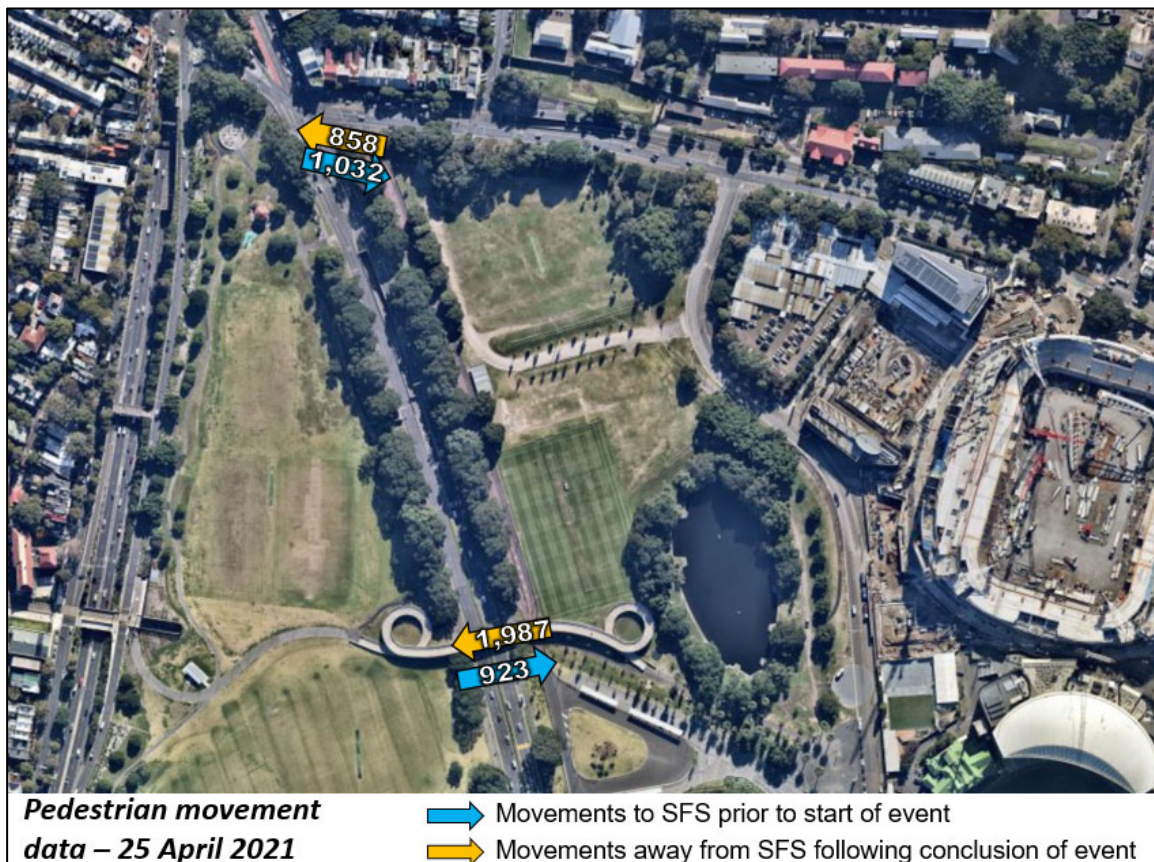 858
1,032
1,987
923
Pedestrian movement
data – 25 April 2021
Movements to SFS prior to start of event
Movements away from SFS following conclusion of event